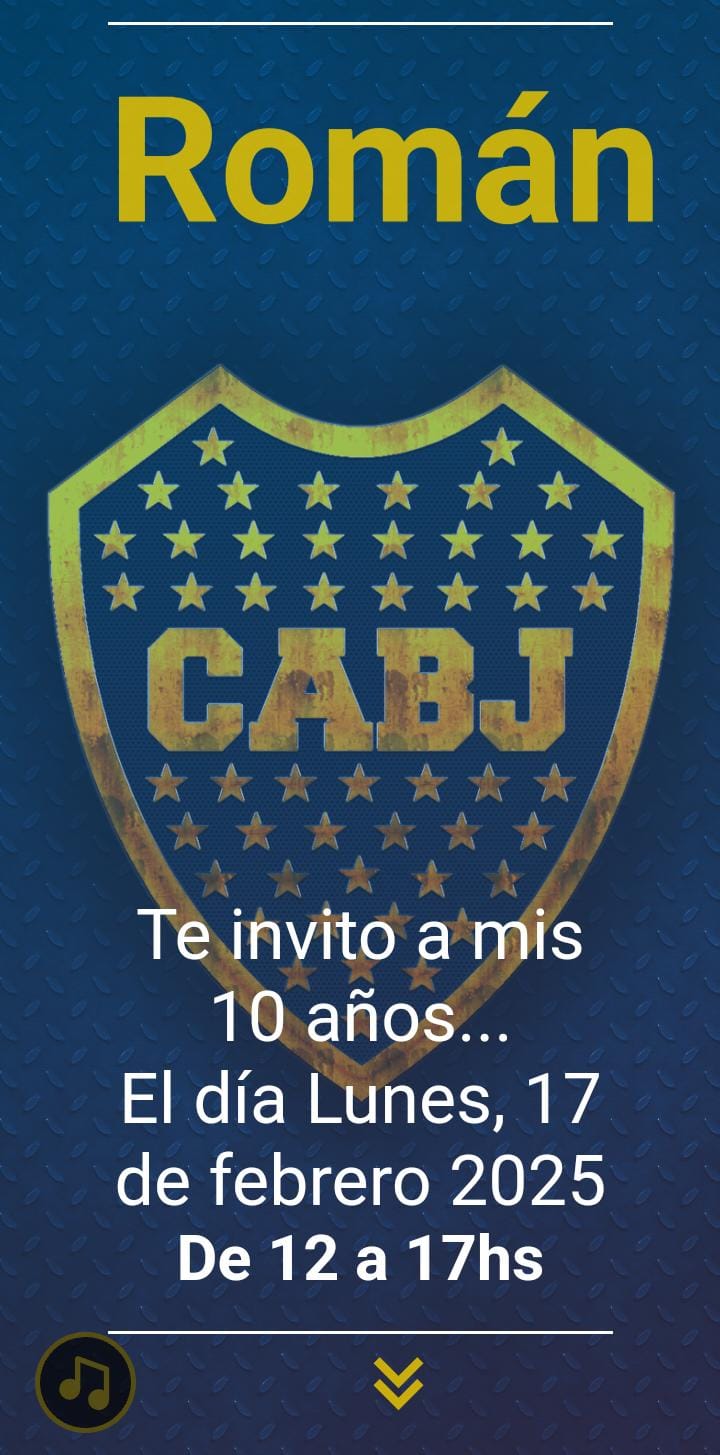 Román
CABJ
Te invito a mis
10 años...
El día Lunes, 17
de febrero 2025
De 12 a 17hs